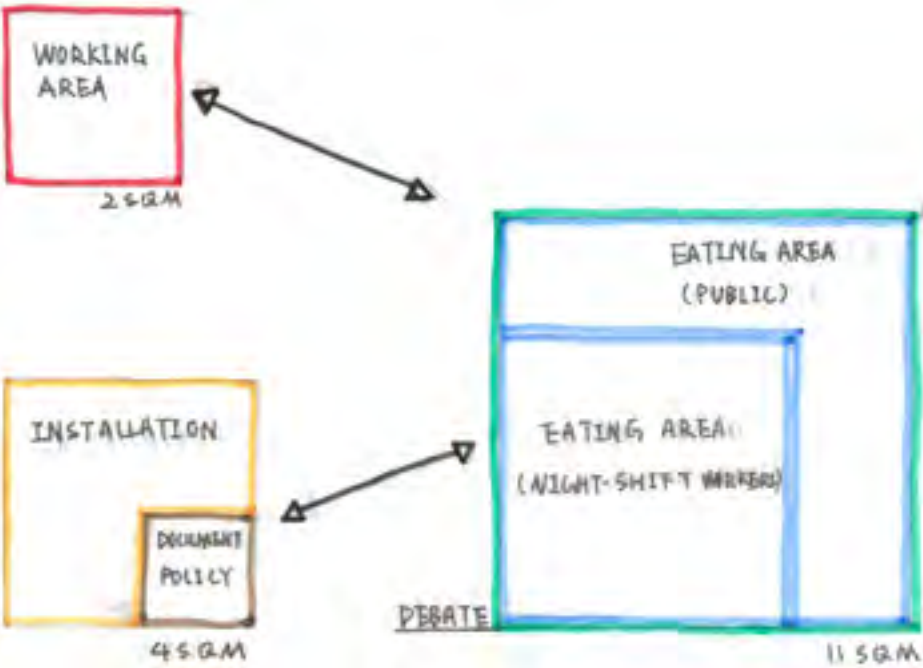 WORKING
AREA
2 SQM
EATING AREA
(PUBLIC)
INSTALLATION
EATING AREA
(NIGHT-SHIFT WORKERS)
DOCUMENT
POLICY
DEBATE
4 SQM
11 SQM